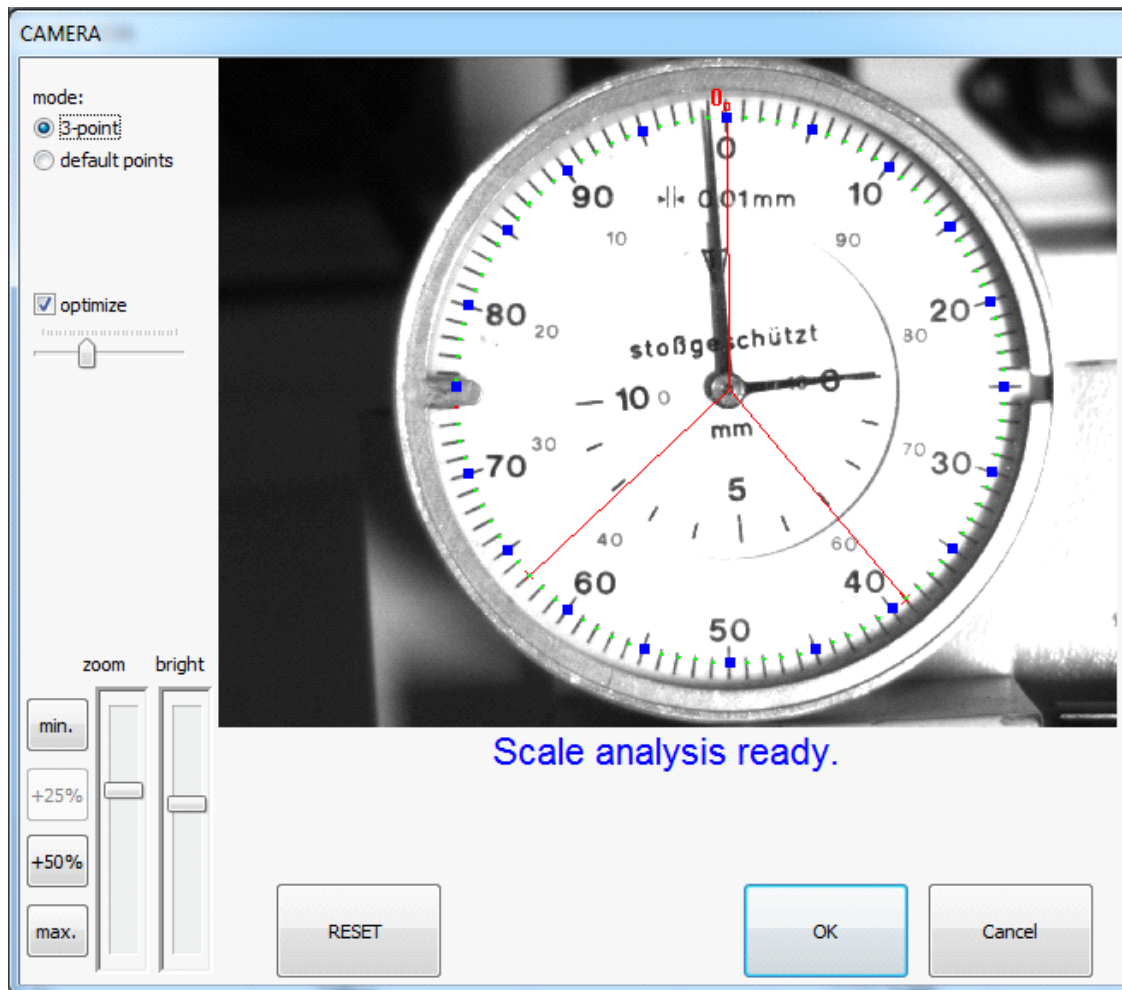 CAMERA
mode:
3-point
default points
optimize
zoom bright
min.
+25%
+50%
max.
0
0
90 0.01mm 10
10 90
80 20
20 80
stoßgeschützt
10 0 10 0
mm
70 30
30 70
5
40 60
60 40
50
Scale analysis ready.
RESET OK Cancel